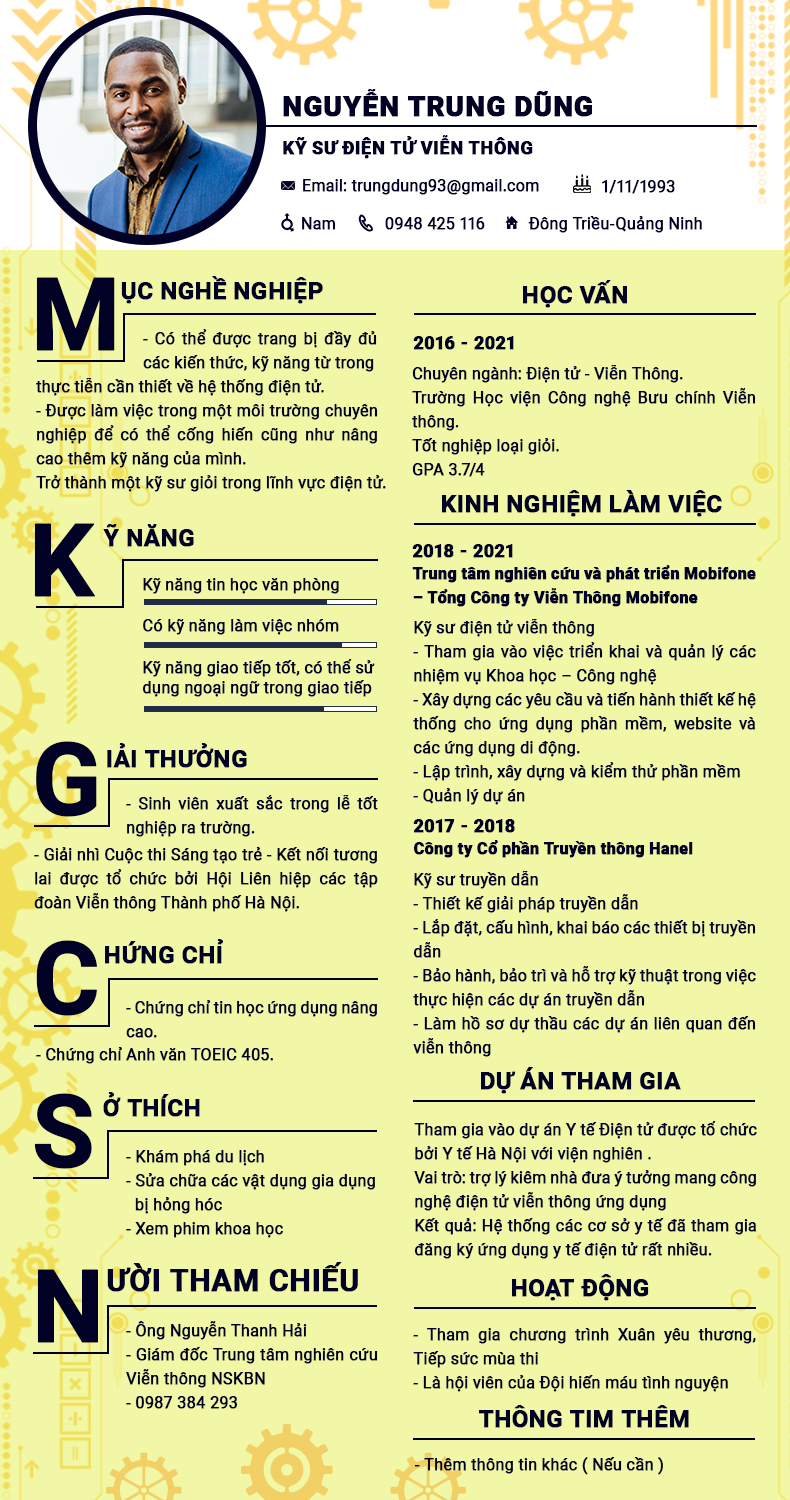 NGUYỄN TRUNG DŨNG
KỸ SƯ ĐIỆN TỬ VIỄN THÔNG
Email: trungdung93@gmail.com 1/11/1993
Nam 0948 425 116 Đông Triều-Quảng Ninh
MỤC NGHỀ NGHIỆP
- Có thể được trang bị đầy đủ
các kiến thức, kỹ năng từ trong
thực tiễn cần thiết về hệ thống điện tử.
- Được làm việc trong một môi trường chuyên
nghiệp để có thể cống hiến cũng như nâng
cao thêm kỹ năng của mình.
Trở thành một kỹ sư giỏi trong lĩnh vực điện tử.
KỸ NĂNG
Kỹ năng tin học văn phòng
Có kỹ năng làm việc nhóm
Kỹ năng giao tiếp tốt, có thể sử
dụng ngoại ngữ trong giao tiếp
GIẢI THƯỞNG
- Sinh viên xuất sắc trong lễ tốt
nghiệp ra trường.
- Giải nhì Cuộc thi Sáng tạo trẻ - Kết nối tương
lai được tổ chức bởi Hội Liên hiệp các tập
đoàn Viễn thông Thành phố Hà Nội.
CHỨNG CHỈ
- Chứng chỉ tin học ứng dụng nâng
cao.
- Chứng chỉ Anh văn TOEIC 405.
SỞ THÍCH
- Khám phá du lịch
- Sửa chữa các vật dụng gia dụng
bị hỏng hóc
- Xem phim khoa học
NƯỜI THAM CHIẾU
- Ông Nguyễn Thanh Hải
- Giám đốc Trung tâm nghiên cứu
Viễn thông NSKBN
- 0987 384 293
HỌC VẤN
2016 - 2021
Chuyên ngành: Điện tử - Viễn Thông.
Trường Học viện Công nghệ Bưu chính Viễn
thông.
Tốt nghiệp loại giỏi.
GPA 3.7/4
KINH NGHIỆM LÀM VIỆC
2018 - 2021
Trung tâm nghiên cứu và phát triển Mobifone
– Tổng Công ty Viễn Thông Mobifone
Kỹ sư điện tử viễn thông
- Tham gia vào việc triển khai và quản lý các
nhiệm vụ Khoa học – Công nghệ
- Xây dựng các yêu cầu và tiến hành thiết kế hệ
thống cho ứng dụng phần mềm, website và
các ứng dụng di động.
- Lập trình, xây dựng và kiểm thử phần mềm
- Quản lý dự án
2017 - 2018
Công ty Cổ phần Truyền thông Hanel
Kỹ sư truyền dẫn
- Thiết kế giải pháp truyền dẫn
- Lắp đặt, cấu hình, khai báo các thiết bị truyền
dẫn
- Bảo hành, bảo trì và hỗ trợ kỹ thuật trong việc
thực hiện các dự án truyền dẫn
- Làm hồ sơ dự thầu các dự án liên quan đến
viễn thông
DỰ ÁN THAM GIA
Tham gia vào dự án Y tế Điện tử được tổ chức
bởi Y tế Hà Nội với viện nghiên .
Vai trò: trợ lý kiêm nhà đưa ý tưởng mang công
nghệ điện tử viễn thông ứng dụng
Kết quả: Hệ thống các cơ sở y tế đã tham gia
đăng ký ứng dụng y tế điện tử rất nhiều.
HOẠT ĐỘNG
- Tham gia chương trình Xuân yêu thương,
Tiếp sức mùa thi
- Là hội viên của Đội hiến máu tình nguyện
THÔNG TIM THÊM
- Thêm thông tin khác ( Nếu cần )